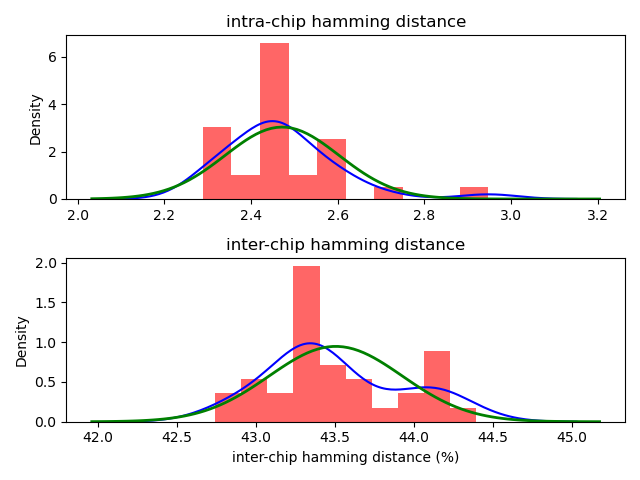 intra-chip hamming distance
Density
6
4
2
0
2.0 2.2 2.4 2.6 2.8 3.0 3.2
inter-chip hamming distance
Density
2.0
1.5
1.0
0.5
0.0
42.0 42.5 43.0 43.5 44.0 44.5 45.0
inter-chip hamming distance (%)